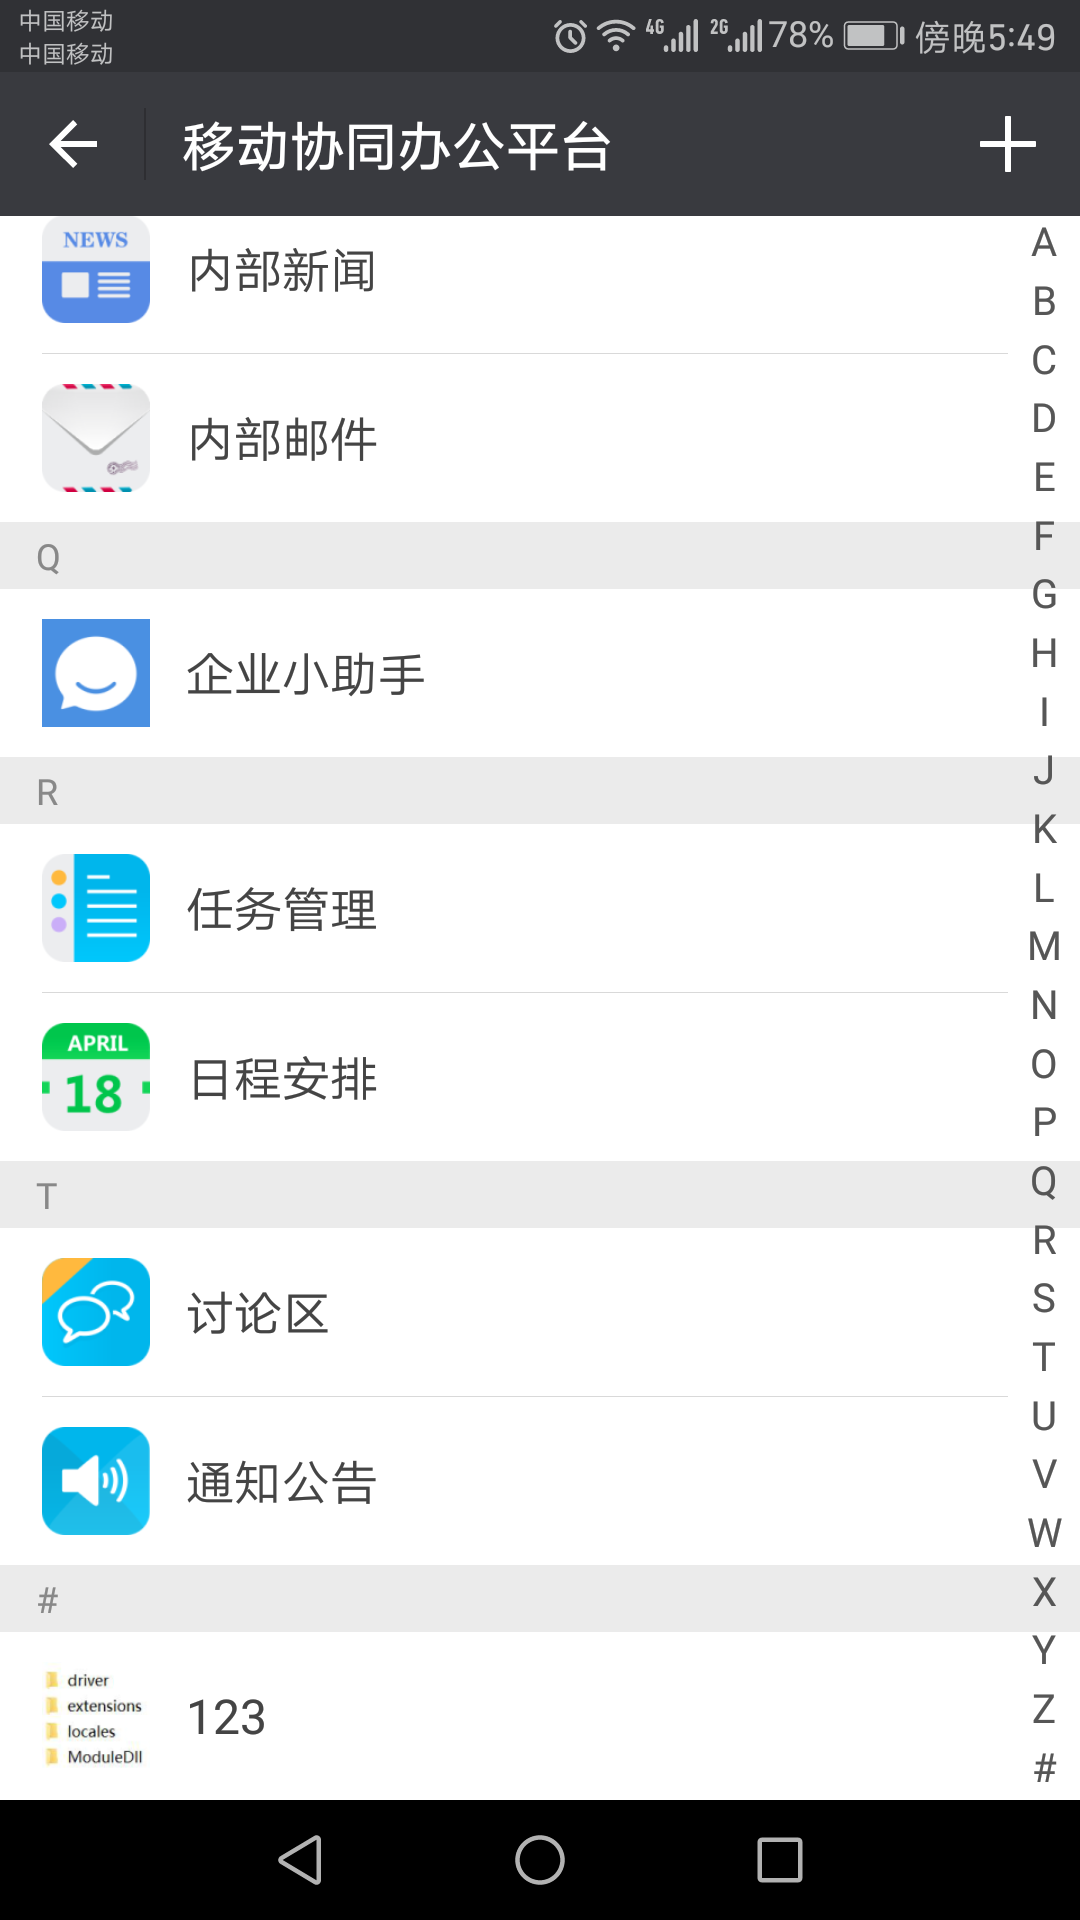 中国移动
中国移动
4G 2G 78% 傍晚5:49
移动协同办公平台
NEWS
内部新闻
内部邮件
Q
企业小助手
R
任务管理
APRIL
18
日程安排
T
讨论区
通知公告
#
driver
extensions
locales
ModuleDll
123
A
B
C
D
E
F
G
H
I
J
K
L
M
N
O
P
Q
R
S
T
U
V
W
X
Y
Z
#